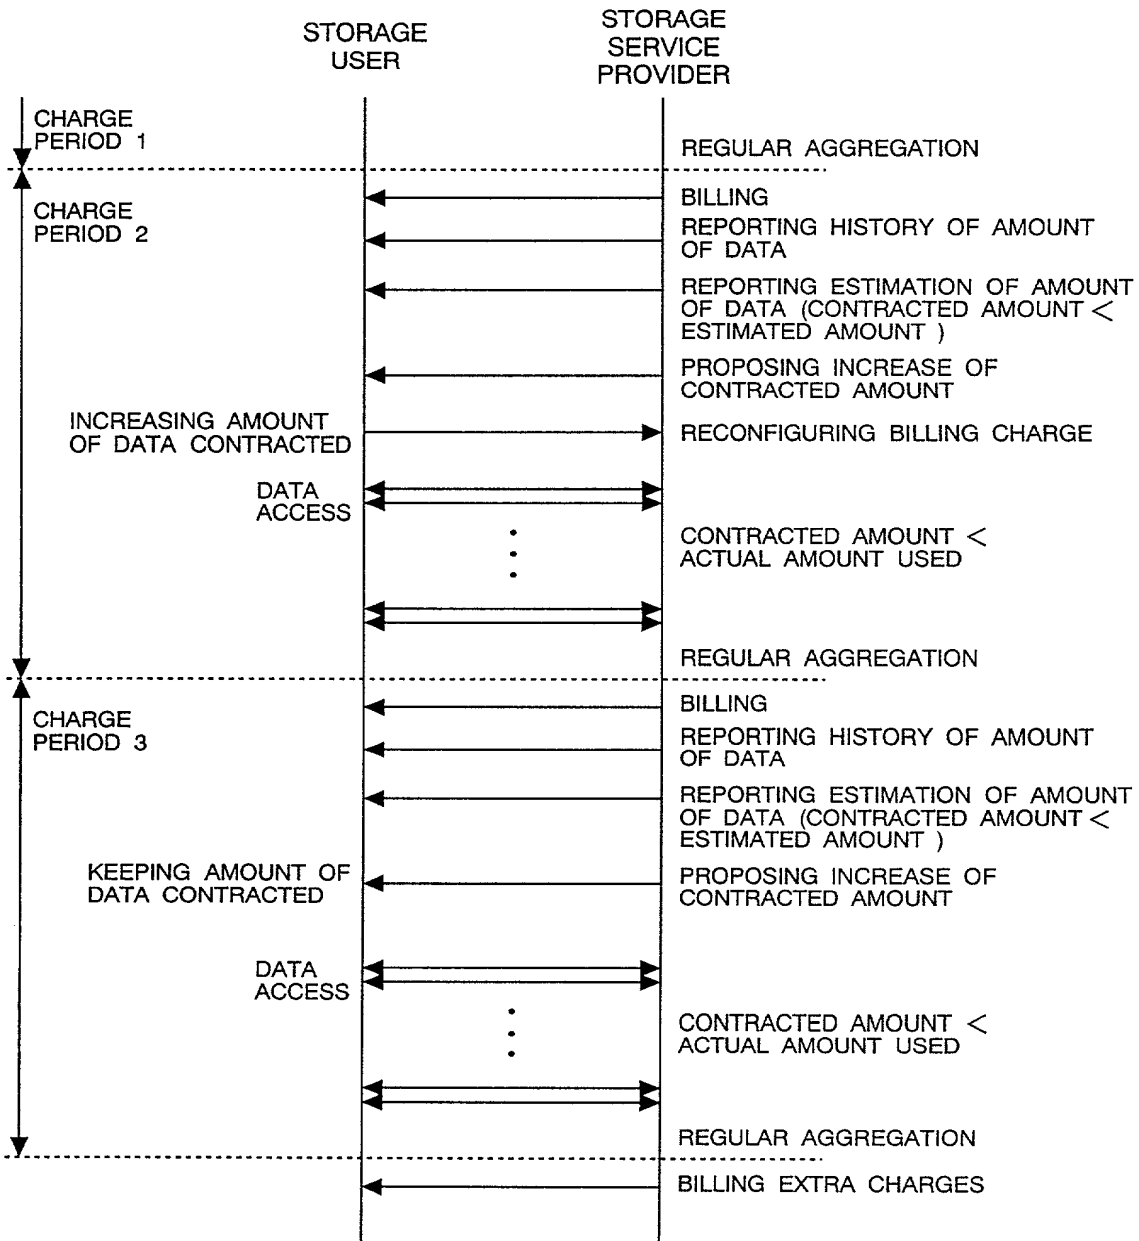 STORAGE
USER
STORAGE
SERVICE
PROVIDER
CHARGE
PERIOD 1
REGULAR AGGREGATION
CHARGE
PERIOD 2
BILLING
REPORTING HISTORY OF AMOUNT
OF DATA
REPORTING ESTIMATION OF AMOUNT
OF DATA (CONTRACTED AMOUNT <
ESTIMATED AMOUNT )
PROPOSING INCREASE OF
CONTRACTED AMOUNT
INCREASING AMOUNT
OF DATA CONTRACTED
RECONFIGURING BILLING CHARGE
DATA
ACCESS
CONTRACTED AMOUNT <
ACTUAL AMOUNT USED
REGULAR AGGREGATION
CHARGE
PERIOD 3
BILLING
REPORTING HISTORY OF AMOUNT
OF DATA
REPORTING ESTIMATION OF AMOUNT
OF DATA (CONTRACTED AMOUNT <
ESTIMATED AMOUNT )
KEEPING AMOUNT OF
DATA CONTRACTED
PROPOSING INCREASE OF
CONTRACTED AMOUNT
DATA
ACCESS
CONTRACTED AMOUNT <
ACTUAL AMOUNT USED
REGULAR AGGREGATION
BILLING EXTRA CHARGES